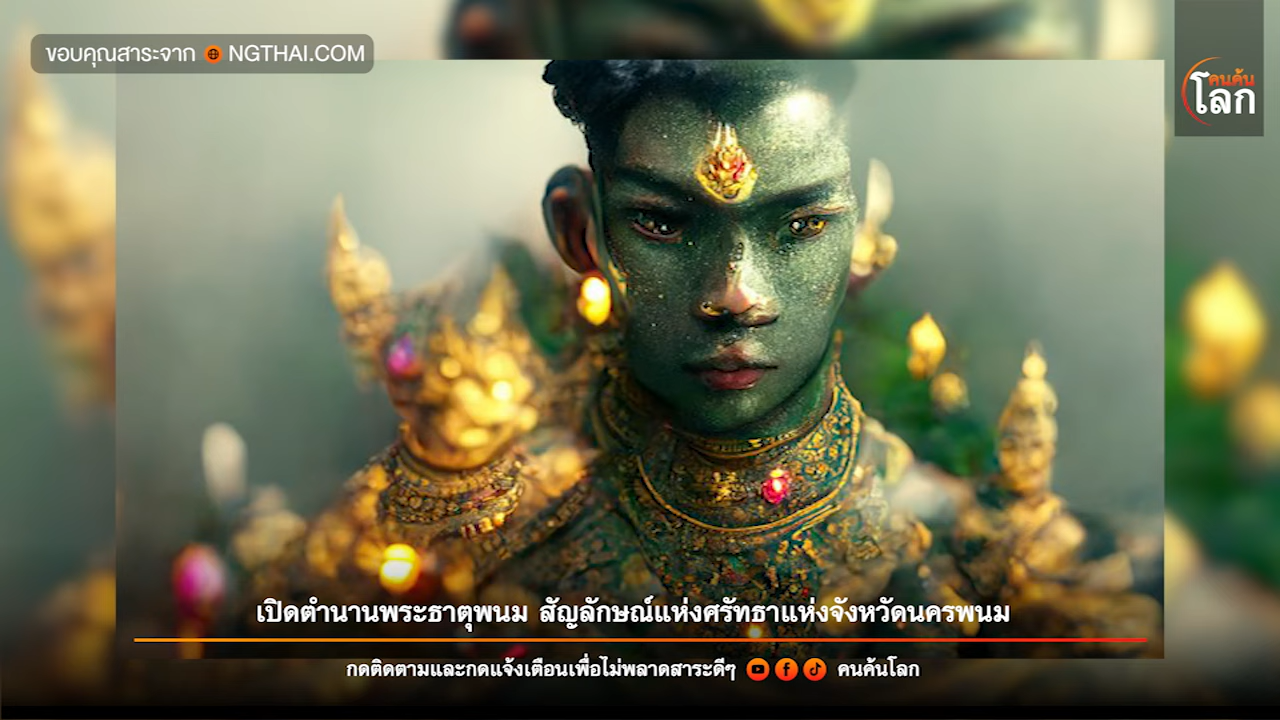 ขอบคุณสาระจาก NGTHAI.COM
คนค้น
โลก
เปิดตำนานพระธาตุพนม สัญลักษณ์แห่งศรัทธาแห่งจังหวัดนครพนม
กดติดตามและกดแจ้งเตือนเพื่อไม่พลาดสาระดีๆ คนค้นโลก